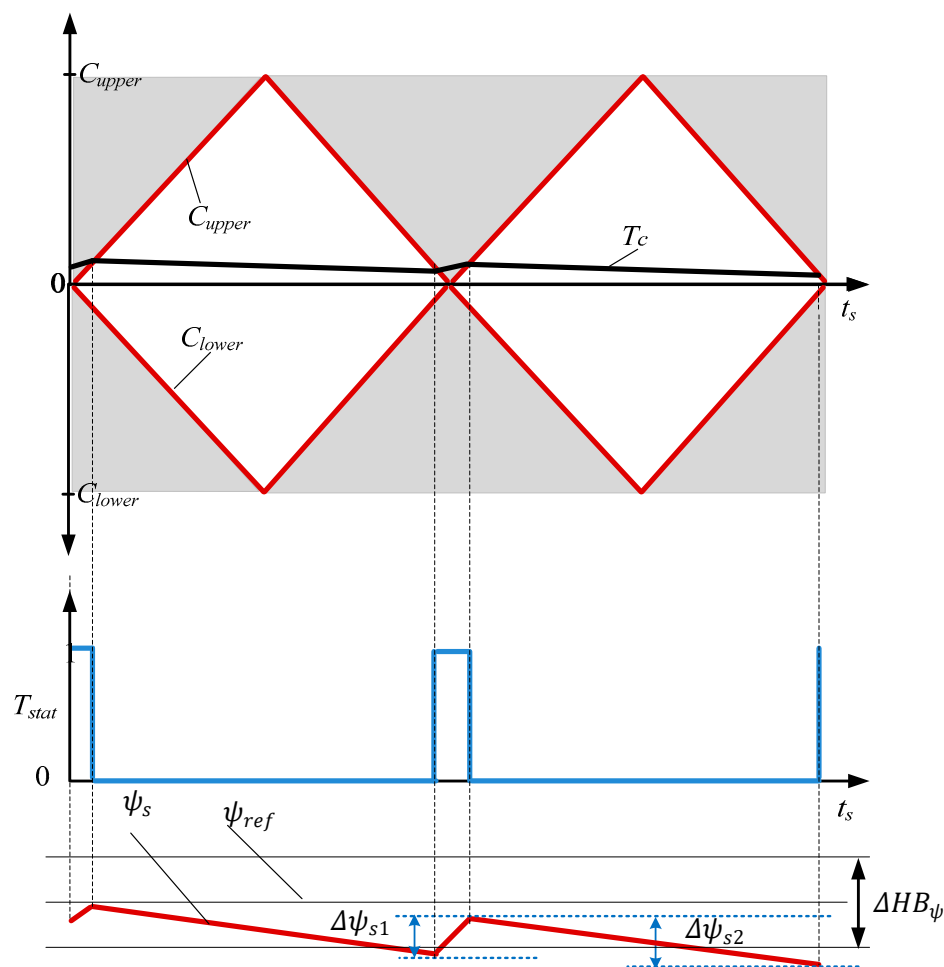 C_upper
C_upper
T_c
0
t_s
C_lower
C_lower
1
T_stat
0
t_s
ψ_s
ψ_ref
ΔHB_ψ
Δψ_s1
Δψ_s2